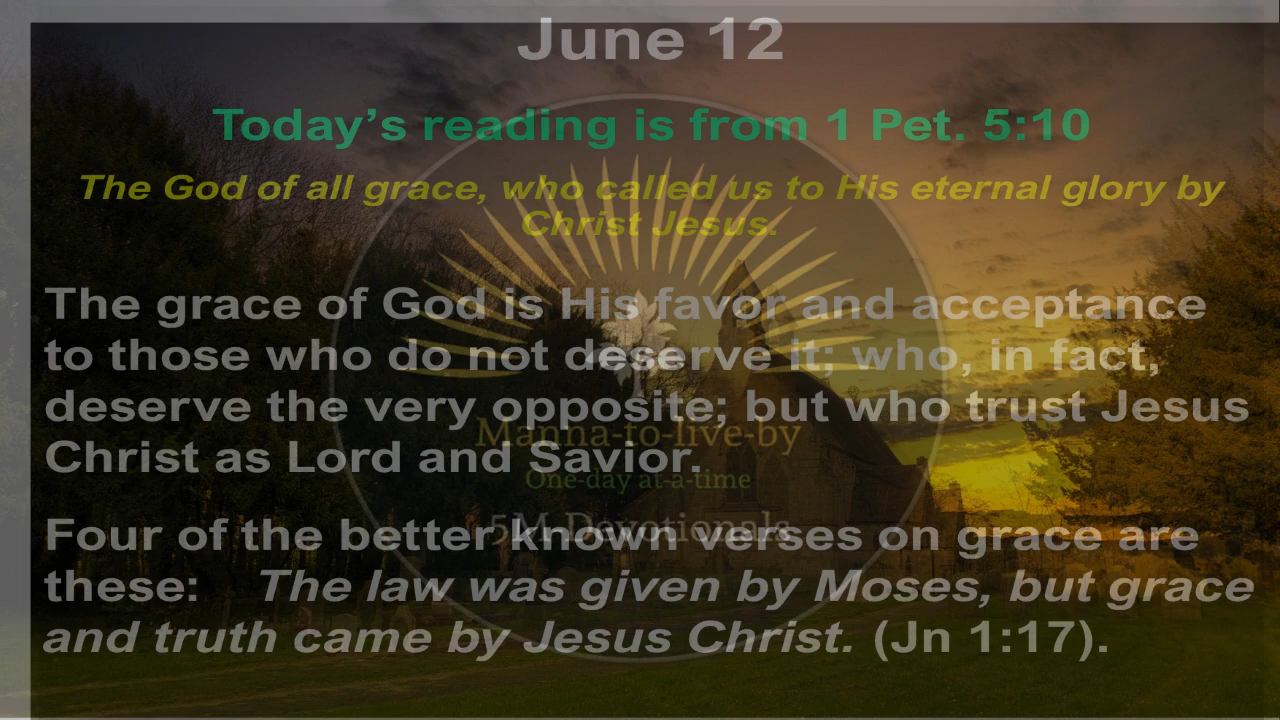 June 12
Today’s reading is from 1 Pet. 5:10
The God of all grace, who called us to His eternal glory by
Christ Jesus.
The grace of God is His favor and acceptance
to those who do not deserve it; who, in fact,
deserve the very opposite; but who trust Jesus
Christ as Lord and Savior.
Manna-to-live-by
One-day at-a-time
5M Devotionals
Four of the better known verses on grace are
these: The law was given by Moses, but grace
and truth came by Jesus Christ. (Jn 1:17).